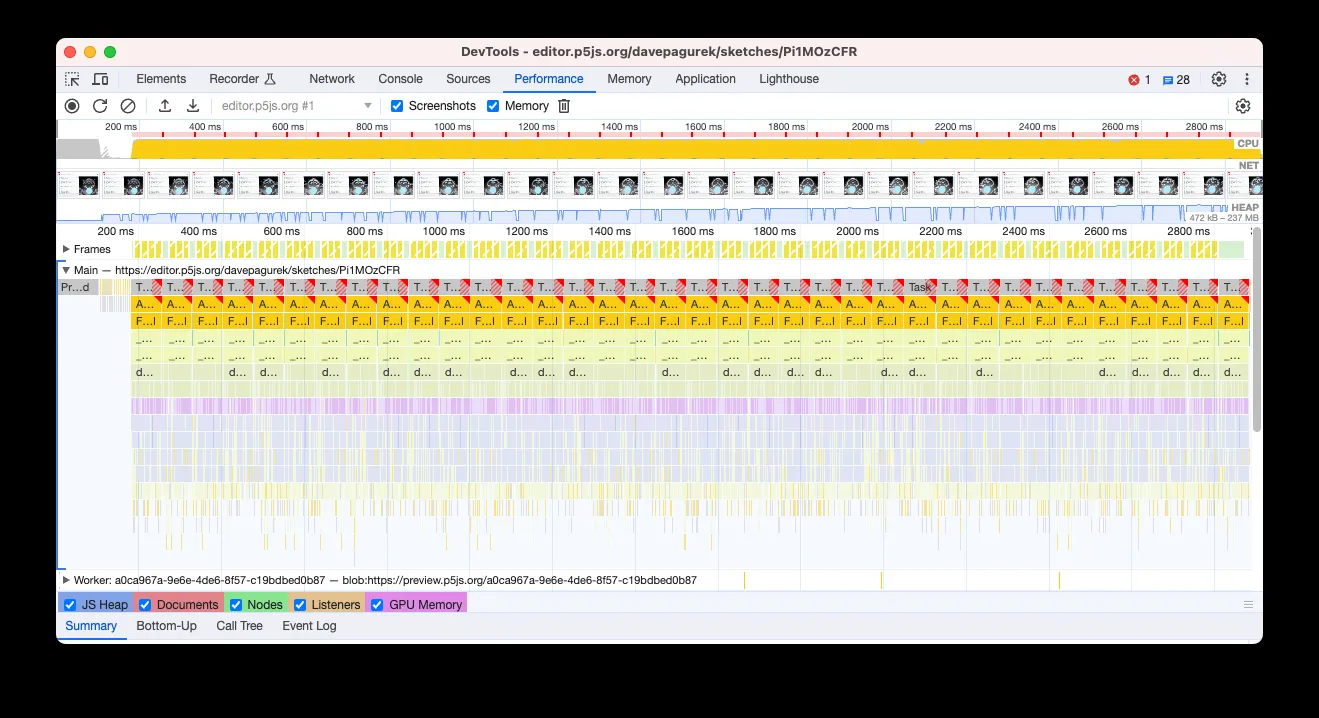 DevTools - editor.p5js.org/davepagurek/sketches/Pi1MOzCFR
Elements Recorder Network Console Sources Performance Memory Application Lighthouse 1 28
editor.p5js.org #1 Screenshots Memory
200 ms 400 ms 600 ms 800 ms 1000 ms 1200 ms 1400 ms 1600 ms 1800 ms 2000 ms 2200 ms 2400 ms 2600 ms 2800 ms
CPU
NET
HEAP
472 kB – 237 MB
200 ms 400 ms 600 ms 800 ms 1000 ms 1200 ms 1400 ms 1600 ms 1800 ms 2000 ms 2200 ms 2400 ms 2600 ms 2800 ms
Frames
Main — https://editor.p5js.org/davepagurek/sketches/Pi1MOzCFR
Pr...d T... T... T... T... T... T... T... T... T... T... T... T... T... T... T... T... T... T... T... T... T... T... T... T... T... Task T... T... T... T... T... T... T... T... T... T...
A... A... A... A... A... A... A... A... A... A... A... A... A... A... A... A... A... A... A... A... A... A... A... A... A... A... A... A... A... A... A... A... A... A... A... A...
F...l F...l F...l F...l F...l F...l F...l F...l F...l F...l F...l F...l F...l F...l F...l F...l F...l F...l F...l F...l F...l F...l F...l F...l F...l F...l F...l F...l F...l F...l F...l F...l F...l F...l F...l F...l
_... _... _... _... _... _... _... _... _... _... _... _... _... _... _... _... _... _... _... _... _... _... _... _... _... _... _... _... _... _... _... _... _... _... _... _...
_... _... _... _... _... _... _... _... _... _... _... _... _... _... _... _... _... _... _... _... _... _... _... _... _... _... _... _... _... _... _... _... _... _... _... _...
d... d... d... d... d... d... d... d... d... d... d... d... d... d... d... d... d... d... d... d... d... d... d...
Worker: a0ca967a-9e6e-4de6-8f57-c19bdbed0b87 — blob:https://preview.p5js.org/a0ca967a-9e6e-4de6-8f57-c19bdbed0b87
JS Heap Documents Nodes Listeners GPU Memory
Summary Bottom-Up Call Tree Event Log